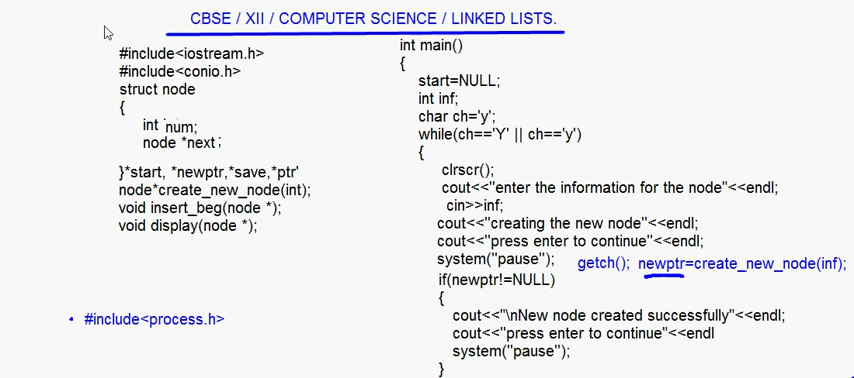 CBSE / XII / COMPUTER SCIENCE / LINKED LISTS.
#include<iostream.h>
#include<conio.h>
struct node
{
int num;
node *next;
}*start, *newptr,*save,*ptr'
node*create_new_node(int);
void insert_beg(node *);
void display(node *);
• #include<process.h>
int main()
{
start=NULL;
int inf;
char ch='y';
while(ch=='Y' || ch=='y')
{
clrscr();
cout<<"enter the information for the node"<<endl;
cin>>inf;
cout<<"creating the new node"<<endl;
cout<<"press enter to continue"<<endl;
system("pause"); getch(); newptr=create_new_node(inf);
if(newptr!=NULL)
{
cout<<"\nNew node created successfully"<<endl;
cout<<"press enter to continue"<<endl
system("pause");
}